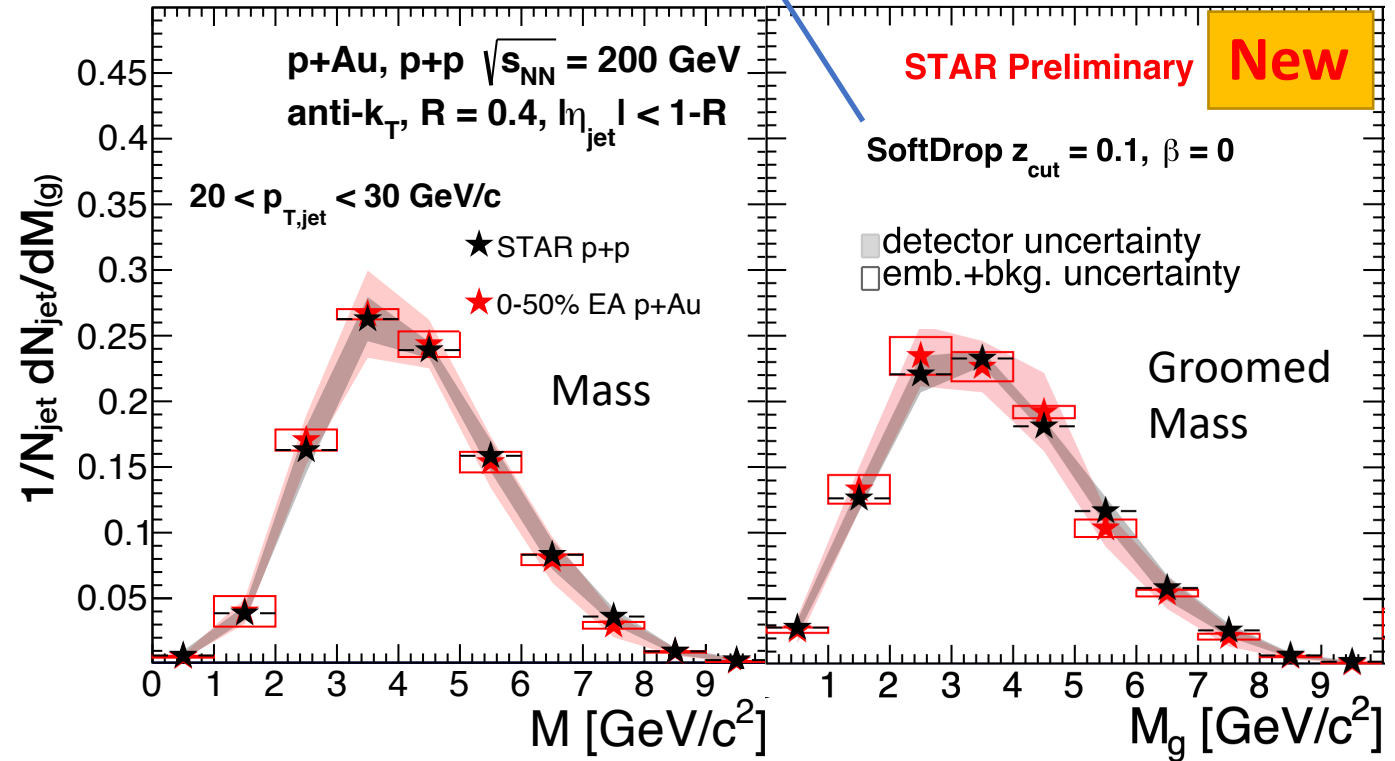 p+Au, p+p √s_NN = 200 GeV
anti-k_T, R = 0.4, |η_jet| < 1-R
20 < p_T,jet < 30 GeV/c
STAR p+p
0-50% EA p+Au
Mass
1/N_jet dN_jet/dM_(g)
0.45
0.4
0.35
0.3
0.25
0.2
0.15
0.1
0.05
0 1 2 3 4 5 6 7 8 9
M [GeV/c²]
STAR Preliminary
New
SoftDrop z_cut = 0.1, β = 0
detector uncertainty
emb.+bkg. uncertainty
Groomed
Mass
1 2 3 4 5 6 7 8 9
M_g [GeV/c²]